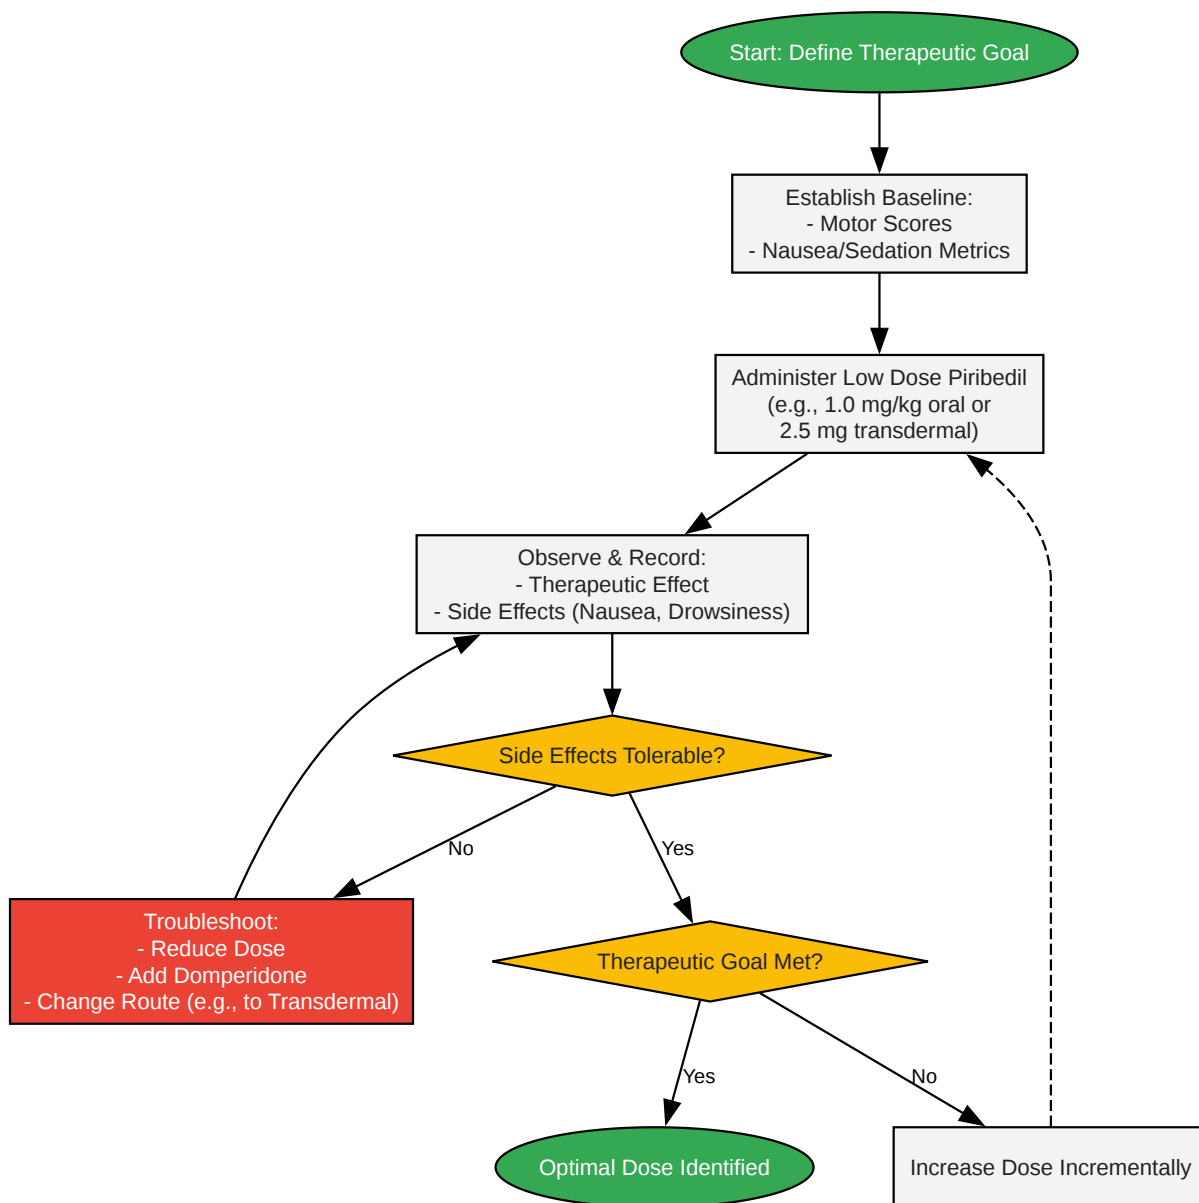 Start: Define Therapeutic Goal
Establish Baseline:
- Motor Scores
- Nausea/Sedation Metrics
Administer Low Dose Piribedil
(e.g., 1.0 mg/kg oral or
2.5 mg transdermal)
Observe & Record:
- Therapeutic Effect
- Side Effects (Nausea, Drowsiness)
Side Effects Tolerable?
No
Yes
Troubleshoot:
- Reduce Dose
- Add Domperidone
- Change Route (e.g., to Transdermal)
Therapeutic Goal Met?
Yes
No
Optimal Dose Identified
Increase Dose Incrementally